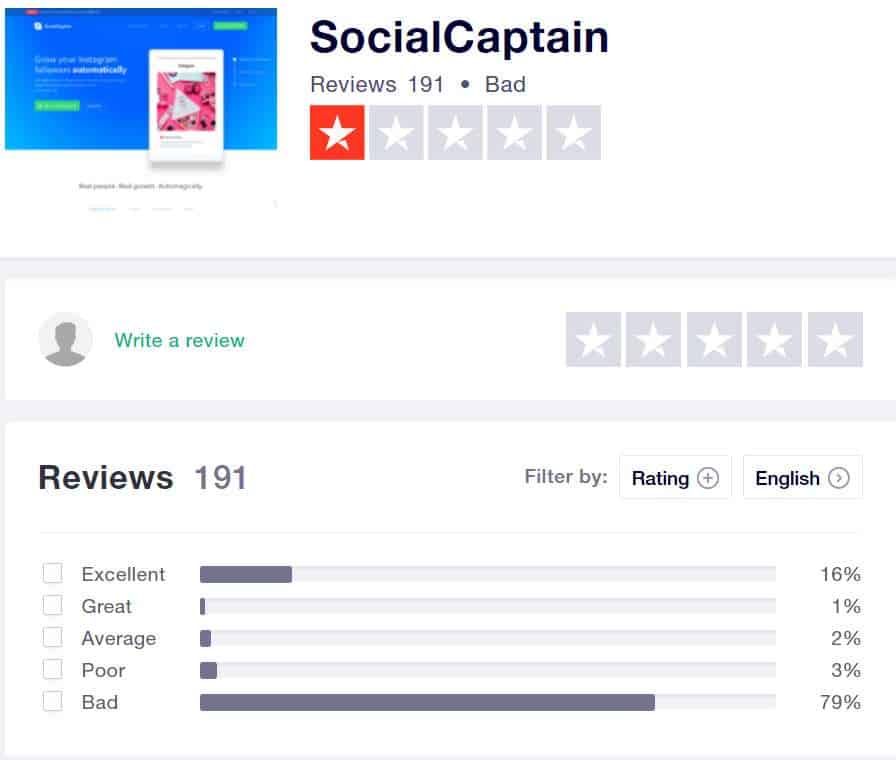 Grow your Instagram
followers automatically
Real people. Real growth. Automagically.
SocialCaptain
Reviews 191 • Bad
Write a review
Reviews 191
Filter by: Rating English
Excellent 16%
Great 1%
Average 2%
Poor 3%
Bad 79%